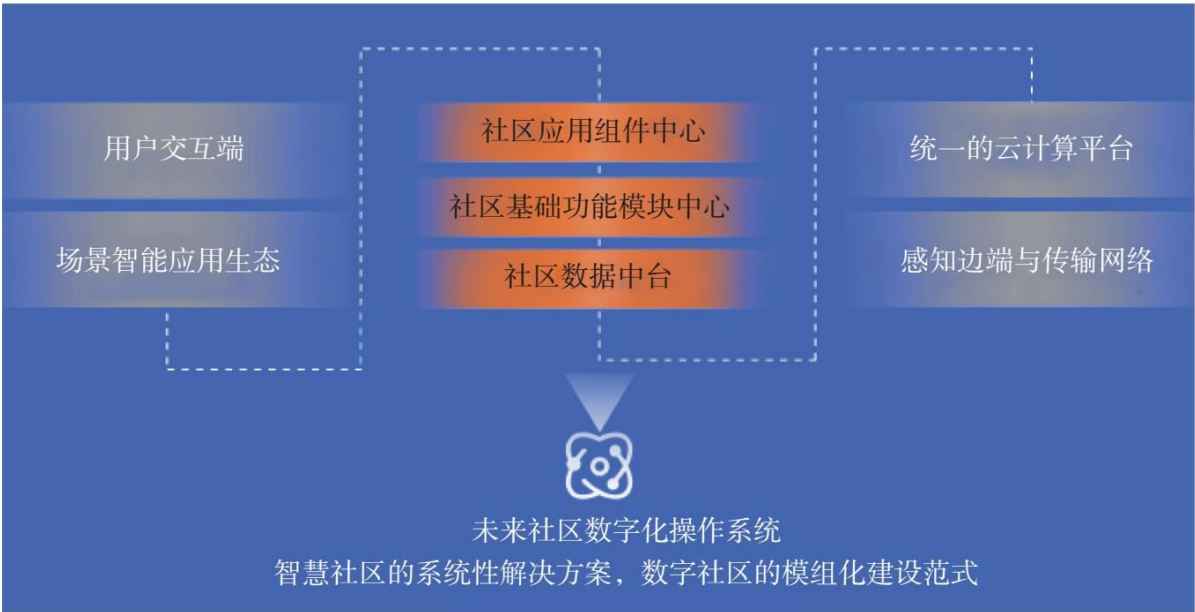 用户交互端
场景智能应用生态
社区应用组件中心
社区基础功能模块中心
社区数据中台
统一的云计算平台
感知边端与传输网络
未来社区数字化操作系统
智慧社区的系统性解决方案，数字社区的模组化建设范式